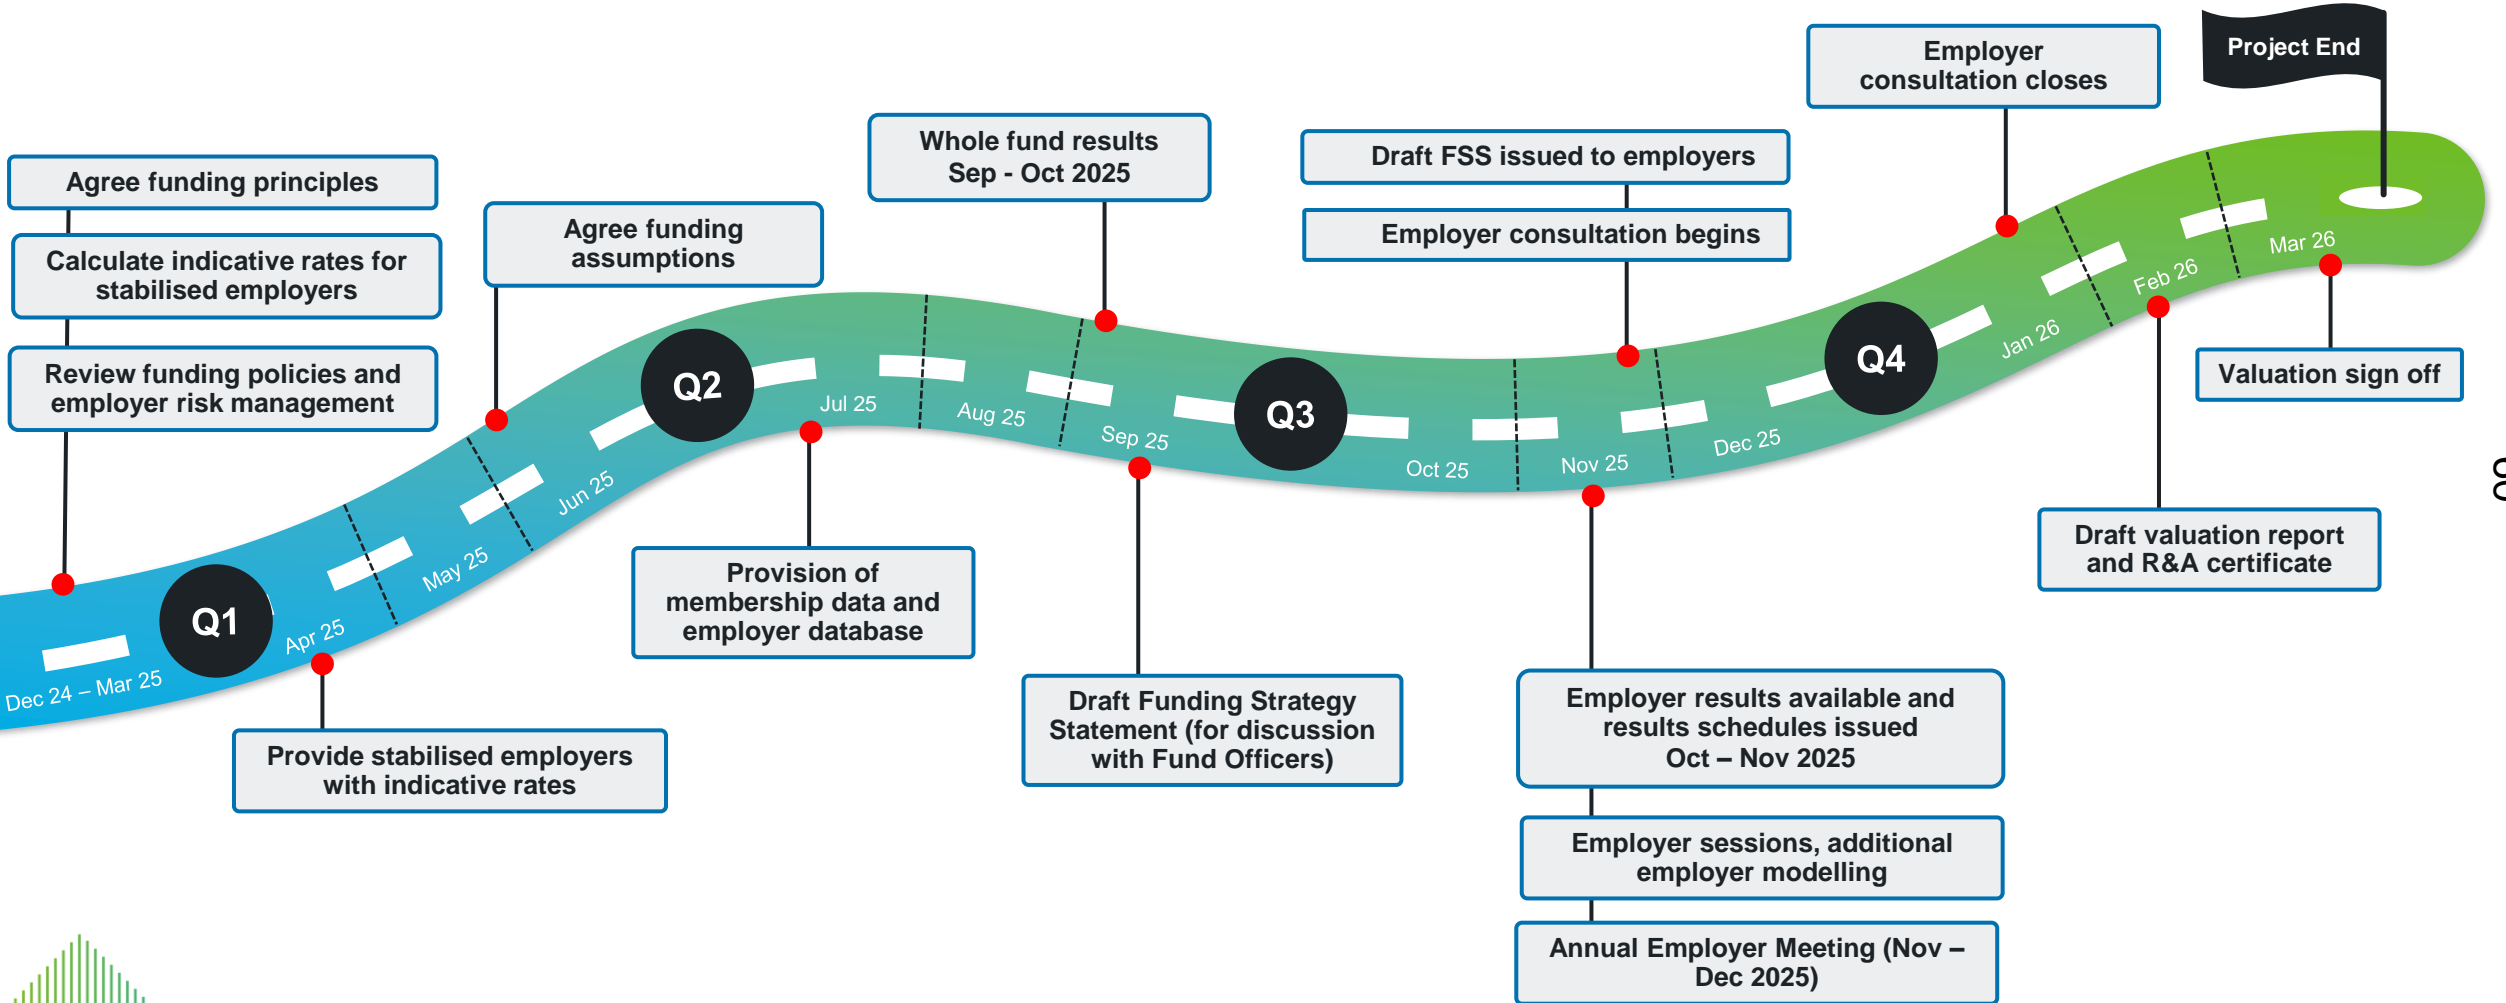 Agree funding principles
Calculate indicative rates for
stabilised employers
Review funding policies and
employer risk management
Agree funding
assumptions
Whole fund results
Sep - Oct 2025
Draft FSS issued to employers
Employer consultation begins
Employer
consultation closes
Project End
Q1
Q2
Q3
Q4
Dec 24 – Mar 25
Apr 25
May 25
Jun 25
Jul 25
Aug 25
Sep 25
Oct 25
Nov 25
Dec 25
Jan 26
Feb 26
Mar 26
Provide stabilised employers
with indicative rates
Provision of
membership data and
employer database
Draft Funding Strategy
Statement (for discussion
with Fund Officers)
Employer results available and
results schedules issued
Oct – Nov 2025
Employer sessions, additional
employer modelling
Annual Employer Meeting (Nov –
Dec 2025)
Draft valuation report
and R&A certificate
Valuation sign off